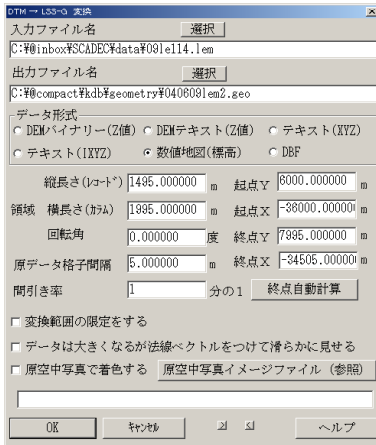 DTM → LSS-G 変換
入力ファイル名 選択
C:¥@inbox¥SCADEC¥data¥09le114.lem
出力ファイル名 選択
C:¥@compact¥kdb¥geometry¥040609lem2.geo
データ形式
DEMバイナリー(Z値) DEMテキスト(Z値) テキスト(XYZ)
テキスト(IXYZ) 数値地図(標高) DBF
縦長さ(ﾚｺｰﾄﾞ) 1495.000000 m 起点Y 6000.000000 m
領域 横長さ(ｶﾗﾑ) 1995.000000 m 起点X -36000.00000 m
回転角 0.000000 度 終点Y 7995.000000 m
原データ格子間隔 5.000000 m 終点X -34505.00000 m
間引き率 1 分の1 終点自動計算
変換範囲の限定をする
データは大きくなるが法線ベクトルをつけて滑らかに見せる
原空中写真で着色する 原空中写真イメージファイル(参照)
OK ｷｬﾝｾﾙ >| <| ヘルプ